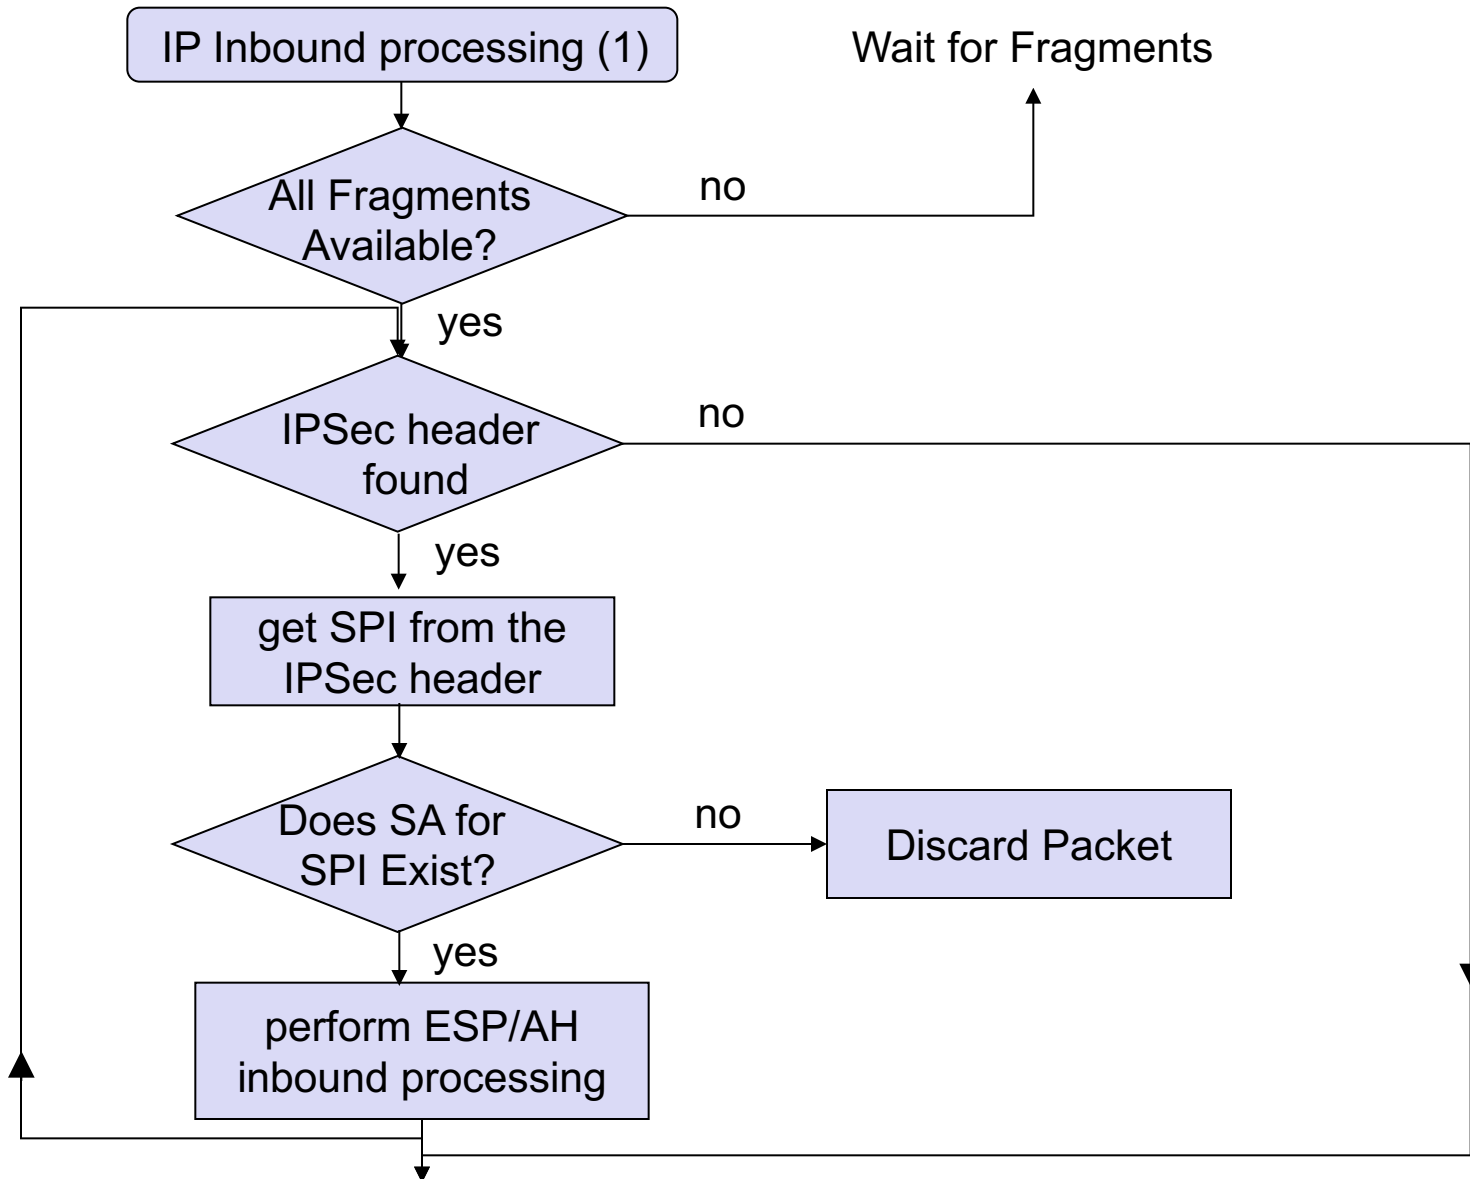 IP Inbound processing (1)
Wait for Fragments
All Fragments
Available?
no
yes
IPSec header
found
no
yes
get SPI from the
IPSec header
Does SA for
SPI Exist?
no
Discard Packet
yes
perform ESP/AH
inbound processing